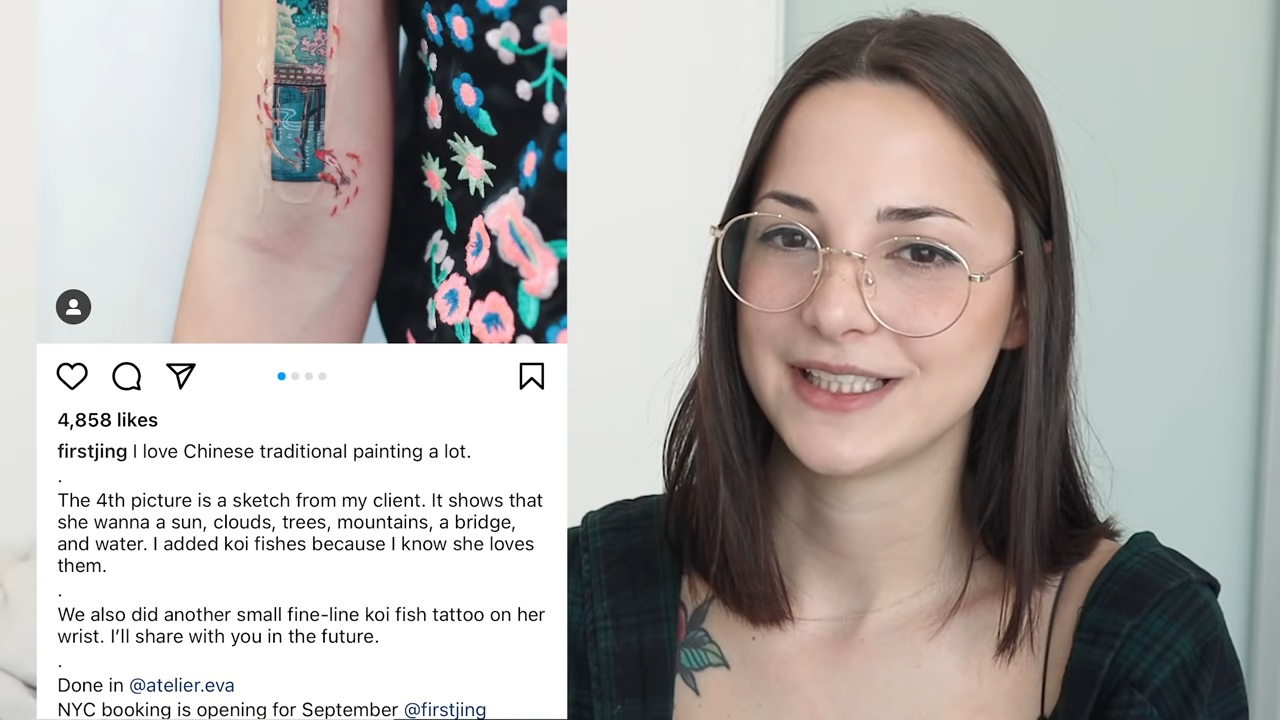 4,858 likes
firstjing I love Chinese traditional painting a lot.
.
The 4th picture is a sketch from my client. It shows that
she wanna a sun, clouds, trees, mountains, a bridge,
and water. I added koi fishes because I know she loves
them.
.
We also did another small fine-line koi fish tattoo on her
wrist. I’ll share with you in the future.
.
Done in @atelier.eva
NYC booking is opening for September @firstjing